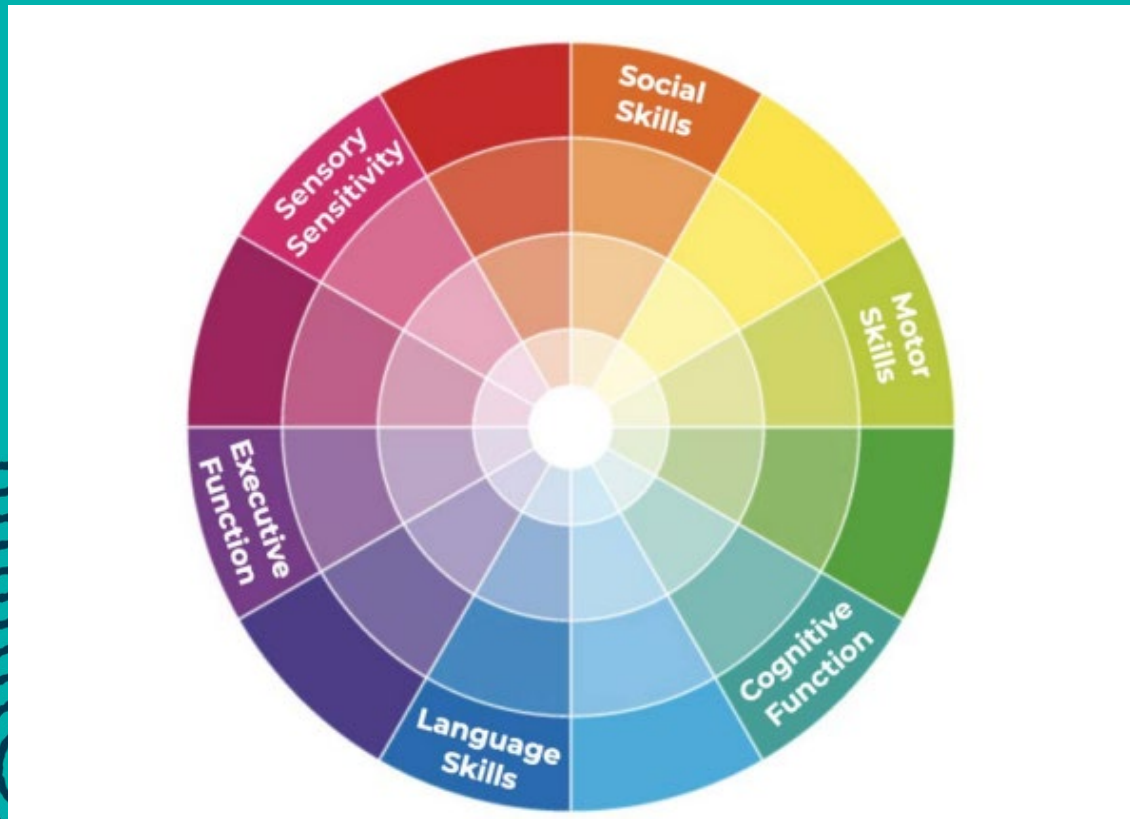 Social
Skills
Motor
Skills
Cognitive
Function
Language
Skills
Executive
Function
Sensory
Sensitivity